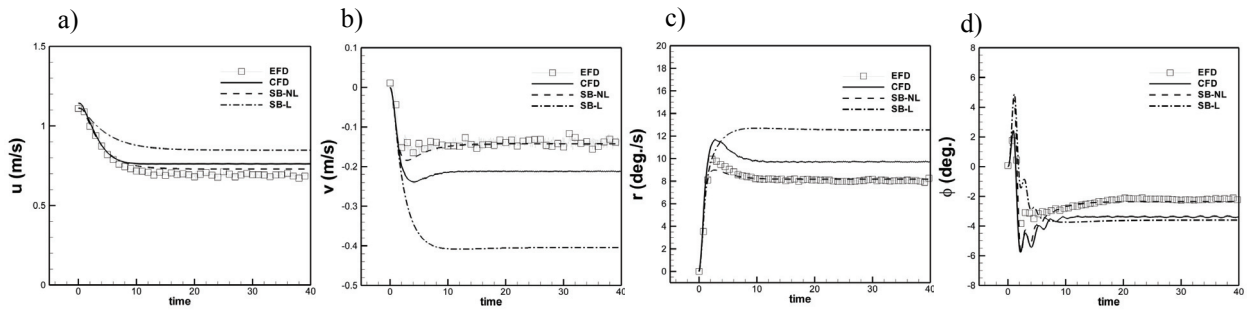 a)
1.5
1
0.5
0
u (m/s)
0
10
20
30
40
time
EFD
CFD
SB-NL
SB-L
b)
0.1
0
-0.1
-0.2
-0.3
-0.4
-0.5
v (m/s)
0
10
20
30
40
time
EFD
CFD
SB-NL
SB-L
c)
20
18
16
14
12
10
8
6
4
2
0
r (deg./s)
0
10
20
30
40
time
EFD
CFD
SB-NL
SB-L
d)
8
6
4
2
0
-2
-4
-6
-8
ϕ (deg.)
0
10
20
30
40
time
EFD
CFD
SB-NL
SB-L